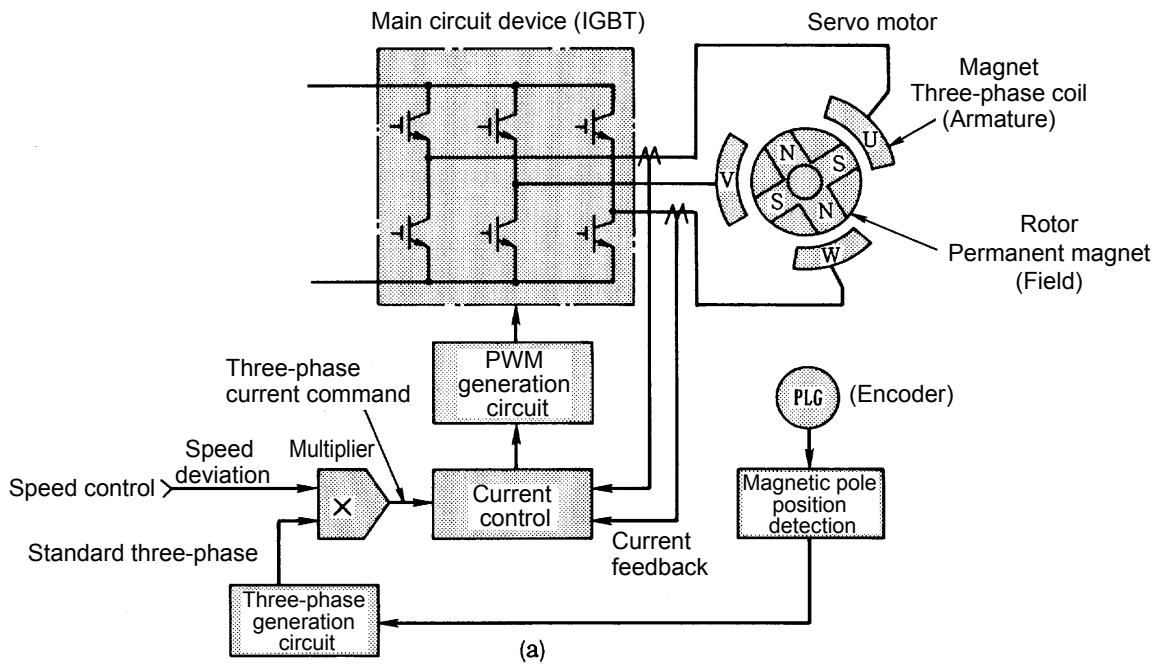 Main circuit device (IGBT)
Servo motor
Magnet
Three-phase coil
(Armature)
U
N
S
V
S
N
W
Rotor
Permanent magnet
(Field)
Three-phase
current command
PWM
generation
circuit
PLG
(Encoder)
Speed
deviation
Multiplier
Speed control
×
Current
control
Magnetic pole
position
detection
Standard three-phase
Current
feedback
Three-phase
generation
circuit
(a)